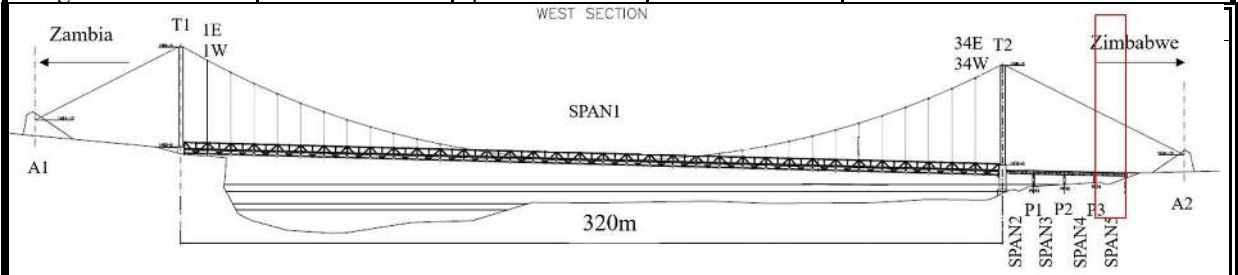 WEST SECTION
Zambia
T1
1E
1W
34E
34W
T2
Zimbabwe
SPAN1
A1
320m
P1
P2
P3
A2
SPAN2
SPAN3
SPAN4
SPAN5